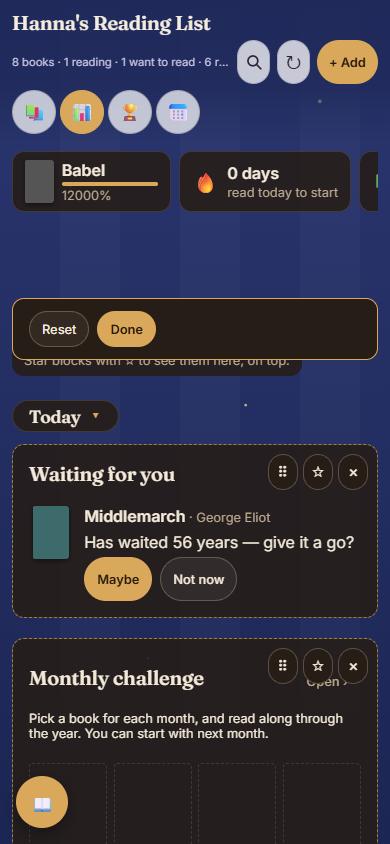 Hanna's Reading List
8 books · 1 reading · 1 want to read · 6 r...
+ Add
Babel
12000%
0 days
read today to start
Reset
Done
Star blocks with ☆ to see them here, on top.
Today
Waiting for you
Middlemarch · George Eliot
Has waited 56 years — give it a go?
Maybe
Not now
Monthly challenge
Open ›
Pick a book for each month, and read along through
the year. You can start with next month.